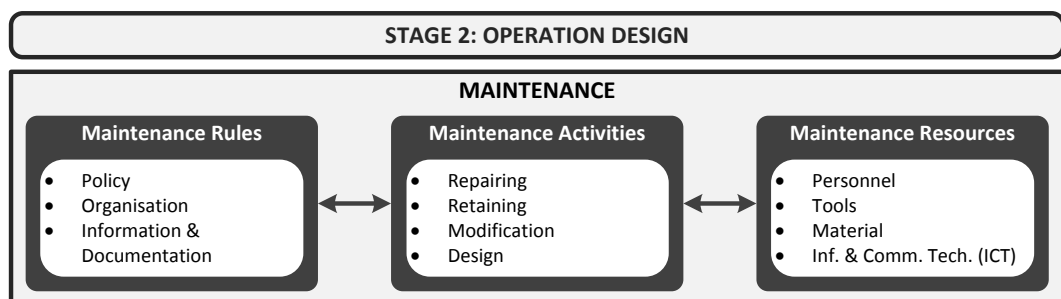 STAGE 2: OPERATION DESIGN
MAINTENANCE
Maintenance Rules
• Policy
• Organisation
• Information &
Documentation
Maintenance Activities
• Repairing
• Retaining
• Modification
• Design
Maintenance Resources
• Personnel
• Tools
• Material
• Inf. & Comm. Tech. (ICT)